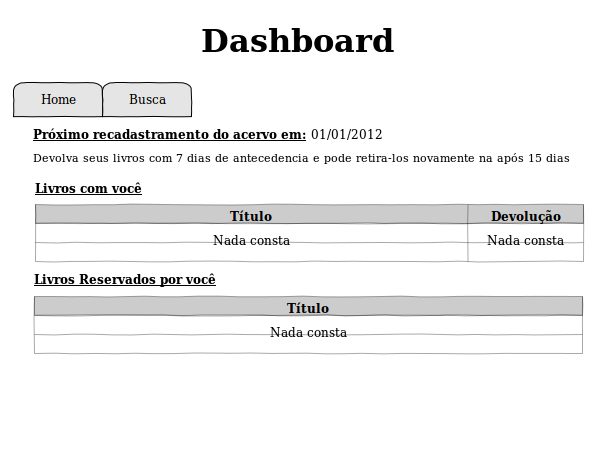 Dashboard
Home Busca
Próximo recadastramento do acervo em: 01/01/2012
Devolva seus livros com 7 dias de antecedencia e pode retira-los novamente na após 15 dias
Livros com você
Título Devolução
Nada consta Nada consta
Livros Reservados por você
Título
Nada consta